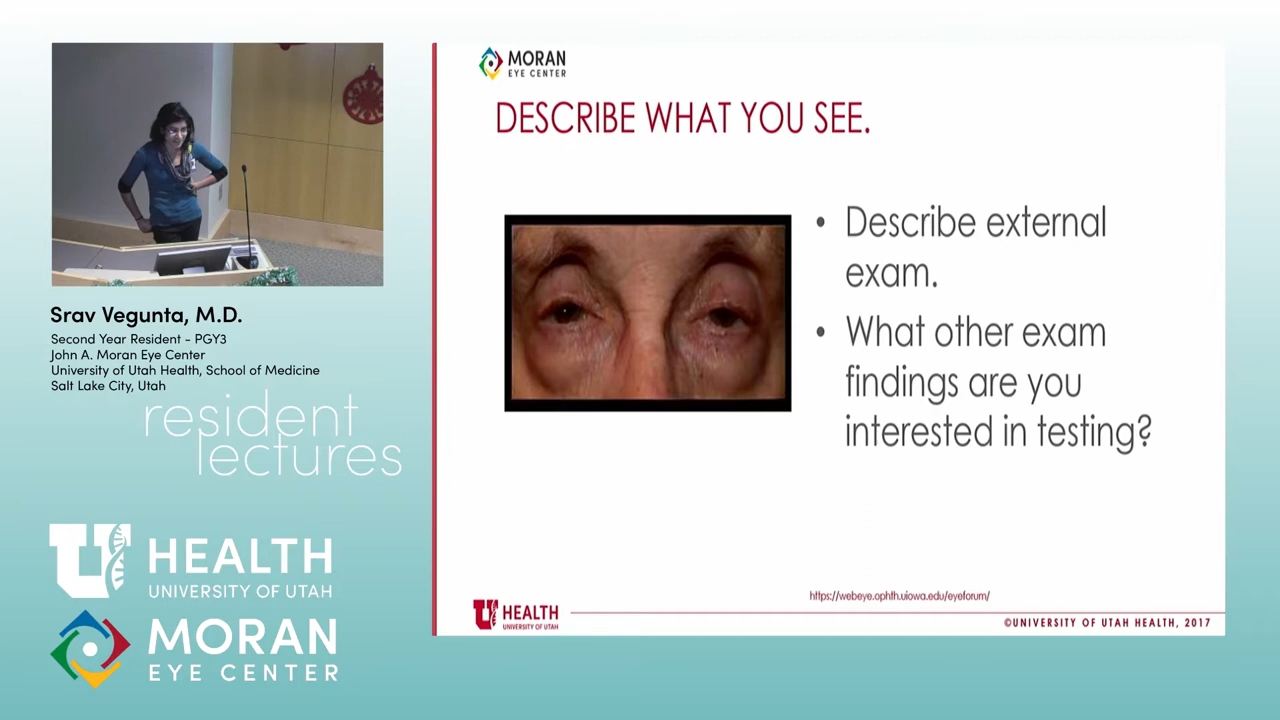 Srav Vegunta, M.D.
Second Year Resident - PGY3
John A. Moran Eye Center
University of Utah Health, School of Medicine
Salt Lake City, Utah
resident
lectures
U HEALTH
UNIVERSITY OF UTAH
MORAN
EYE CENTER
MORAN
EYE CENTER
DESCRIBE WHAT YOU SEE.
• Describe external
exam.
• What other exam
findings are you
interested in testing?
https://webeye.ophth.uiowa.edu/eyeforum/
U HEALTH
UNIVERSITY OF UTAH
©UNIVERSITY OF UTAH HEALTH, 2017